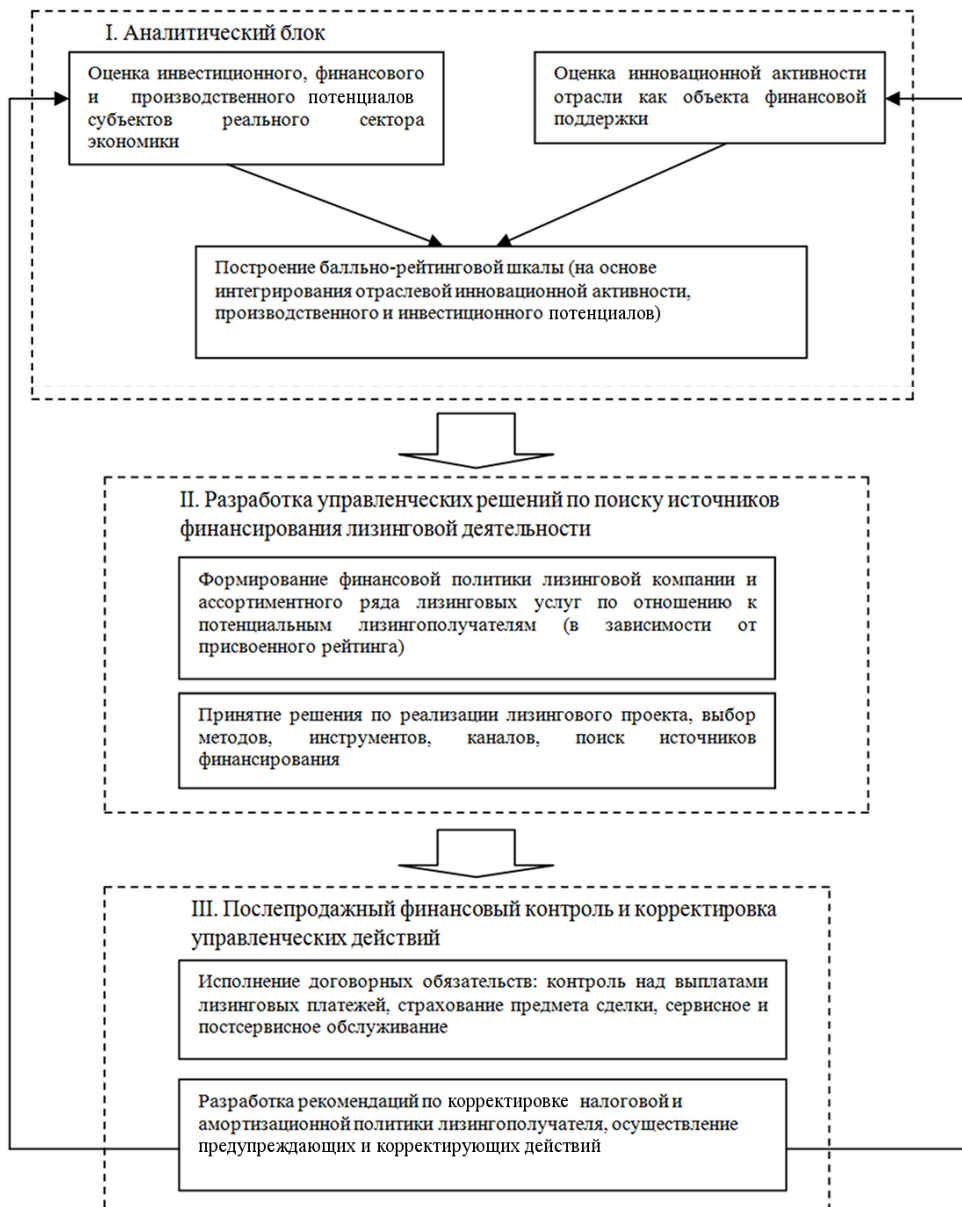 I. Аналитический блок
Оценка инвестиционного, финансового
и производственного потенциалов
субъектов реального сектора
экономики
Оценка инновационной активности
отрасли как объекта финансовой
поддержки
Построение балльно-рейтинговой шкалы (на основе
интегрирования отраслевой инновационной активности,
производственного и инвестиционного потенциалов)
II. Разработка управленческих решений по поиску источников
финансирования лизинговой деятельности
Формирование финансовой политики лизинговой компании и
ассортиментного ряда лизинговых услуг по отношению к
потенциальным лизингополучателям (в зависимости от
присвоенного рейтинга)
Принятие решения по реализации лизингового проекта, выбор
методов, инструментов, каналов, поиск источников
финансирования
III. Послепродажный финансовый контроль и корректировка
управленческих действий
Исполнение договорных обязательств: контроль над выплатами
лизинговых платежей, страхование предмета сделки, сервисное и
постсервисное обслуживание
Разработка рекомендаций по корректировке налоговой и
амортизационной политики лизингополучателя, осуществление
предупреждающих и корректирующих действий